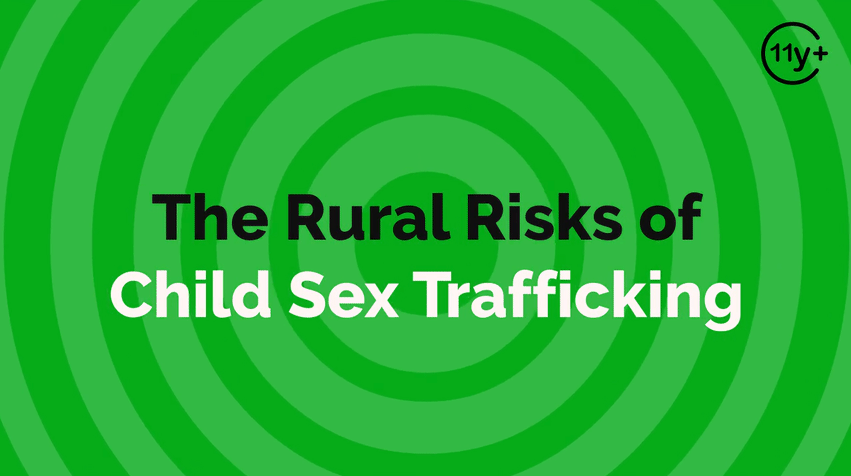 11y+
The Rural Risks of
Child Sex Trafficking